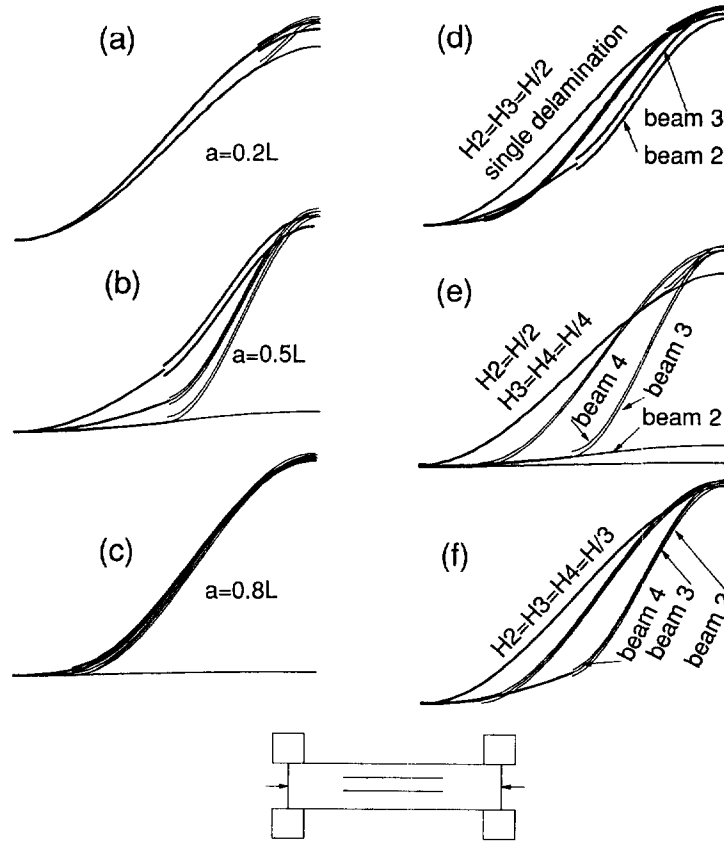 (a)
a=0.2L
(b)
a=0.5L
(c)
a=0.8L
(d)
H2=H3=H/2
single delamination
beam 3
beam 2
(e)
H2=H/2
H3=H4=H/4
beam 4
beam 3
beam 2
(f)
H2=H3=H4=H/3
beam 4
beam 3
beam